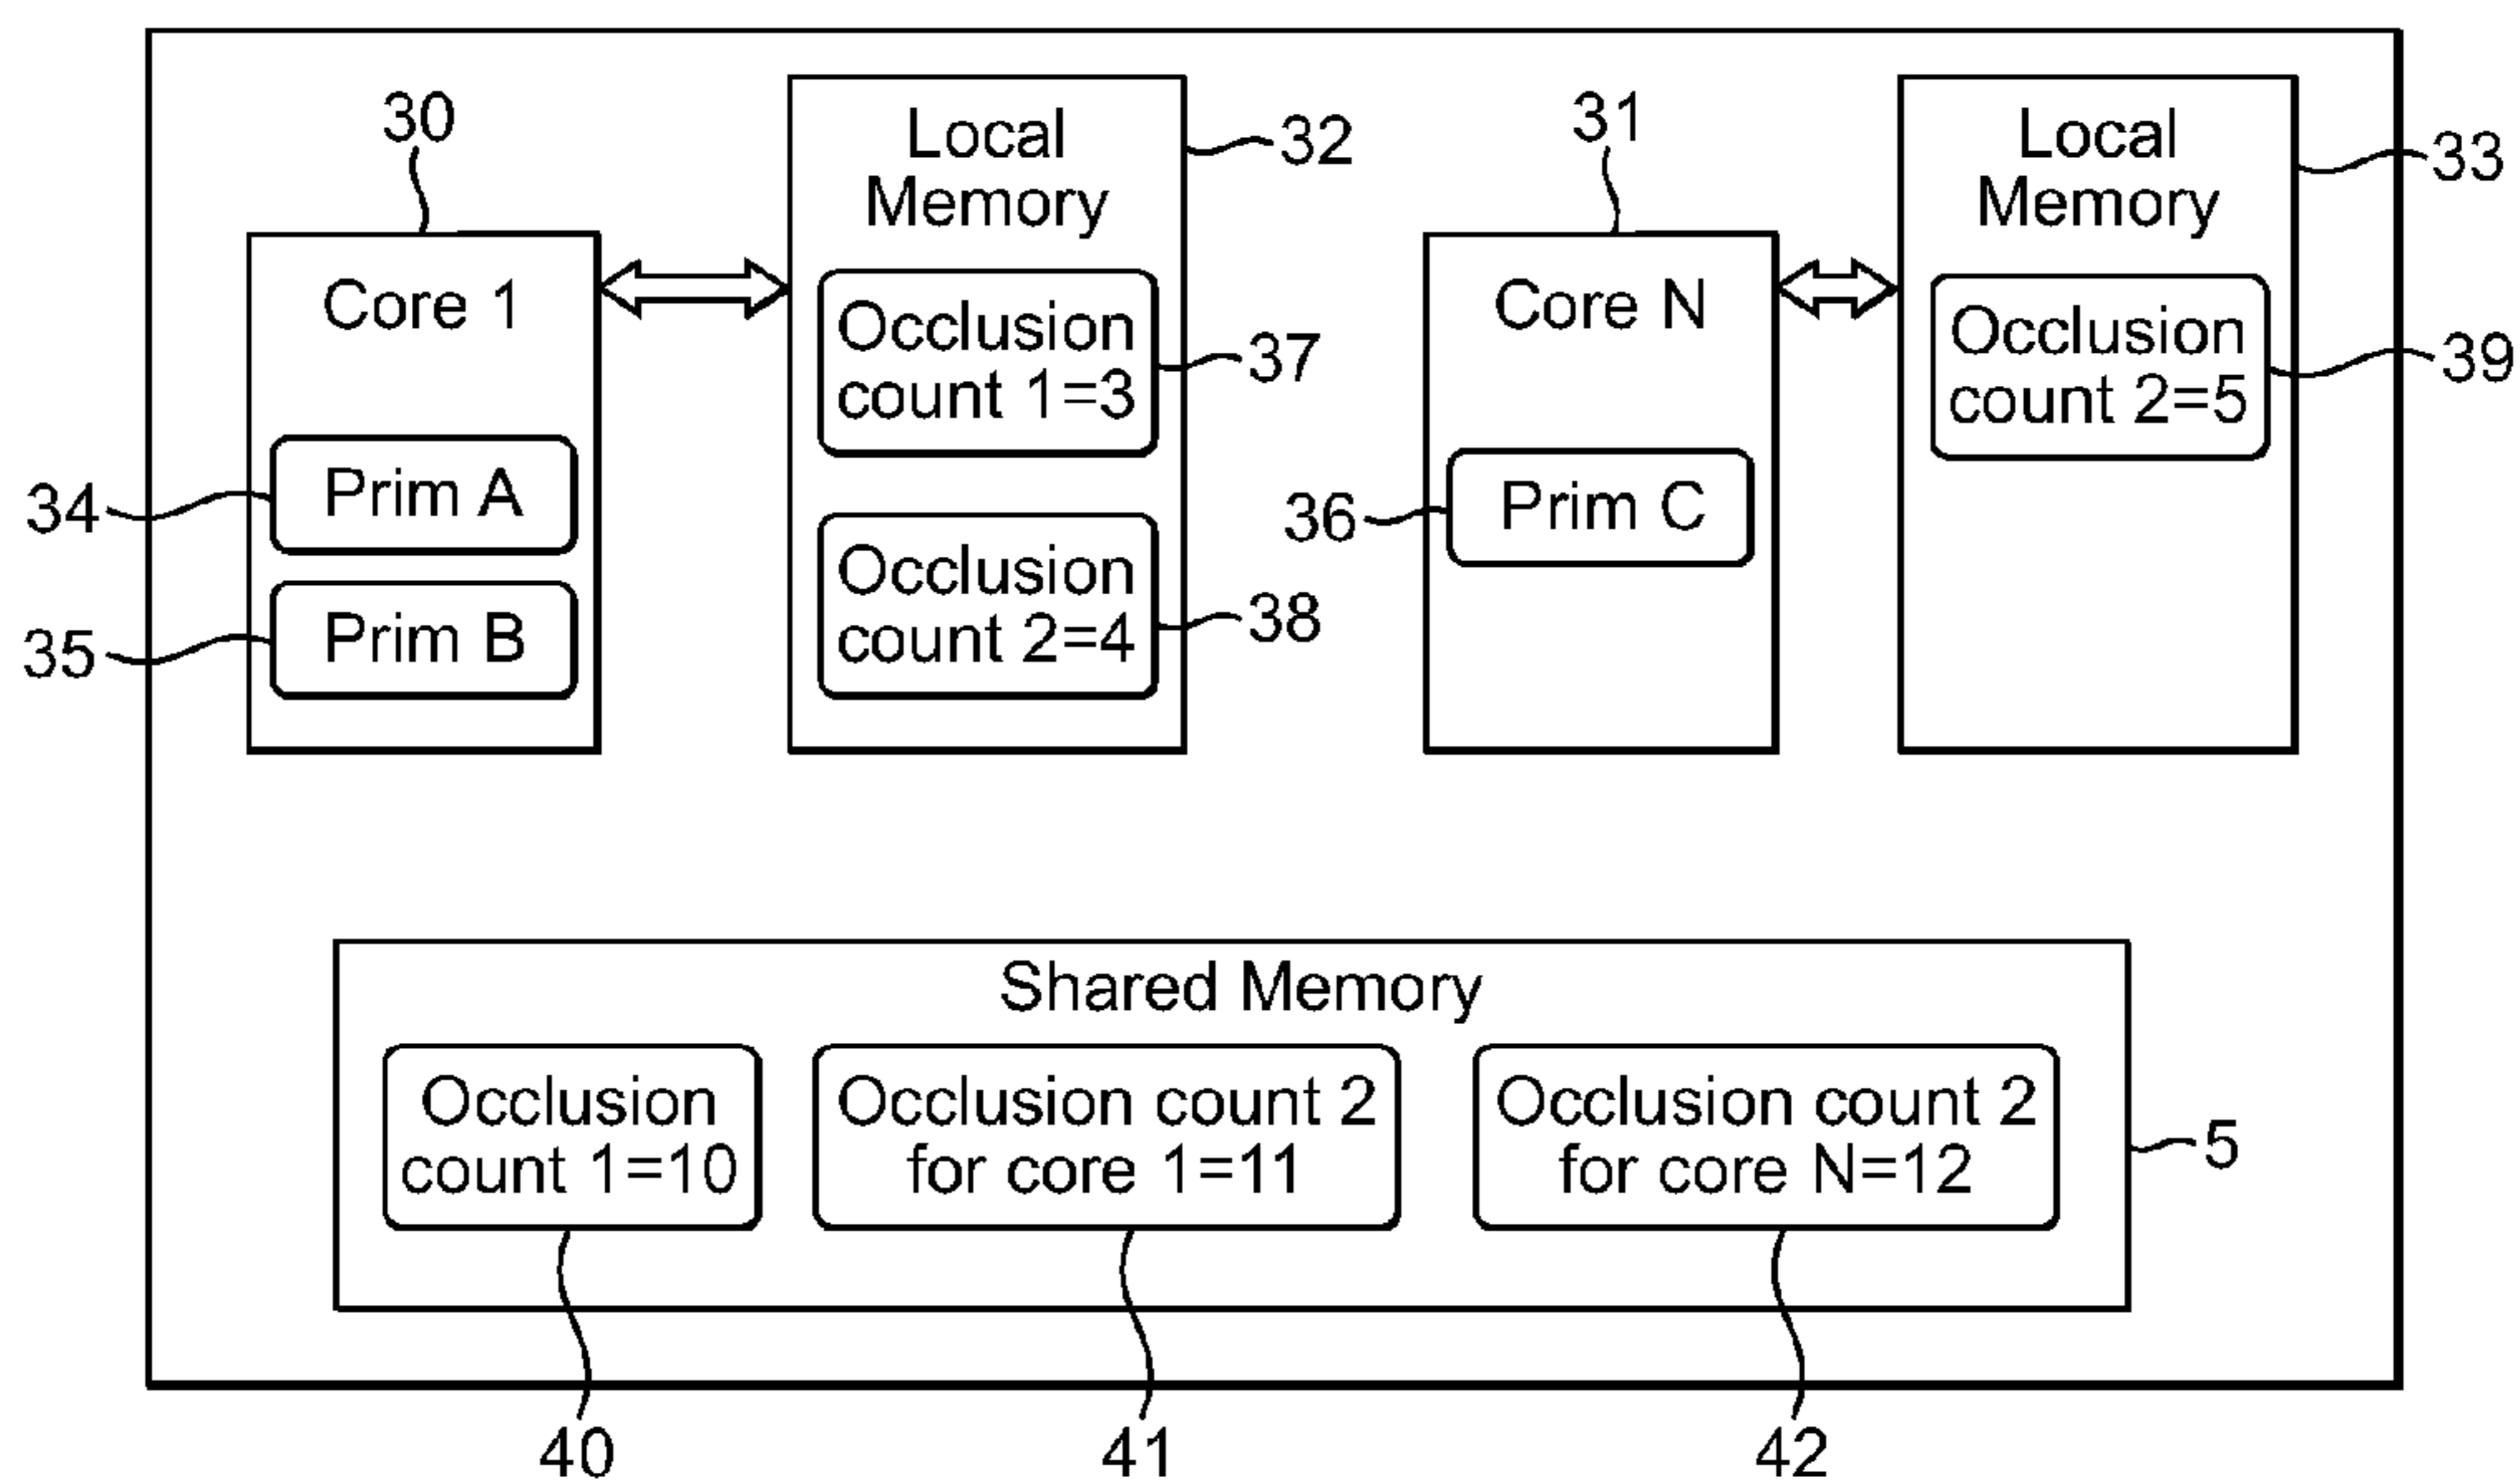 30
Core 1
34
Prim A
35
Prim B
Local
Memory
32
Occlusion
count 1=3
37
Occlusion
count 2=4
38
31
Core N
36
Prim C
Local
Memory
33
Occlusion
count 2=5
39
Shared Memory
Occlusion
count 1=10
Occlusion count 2
for core 1=11
Occlusion count 2
for core N=12
5
40
41
42